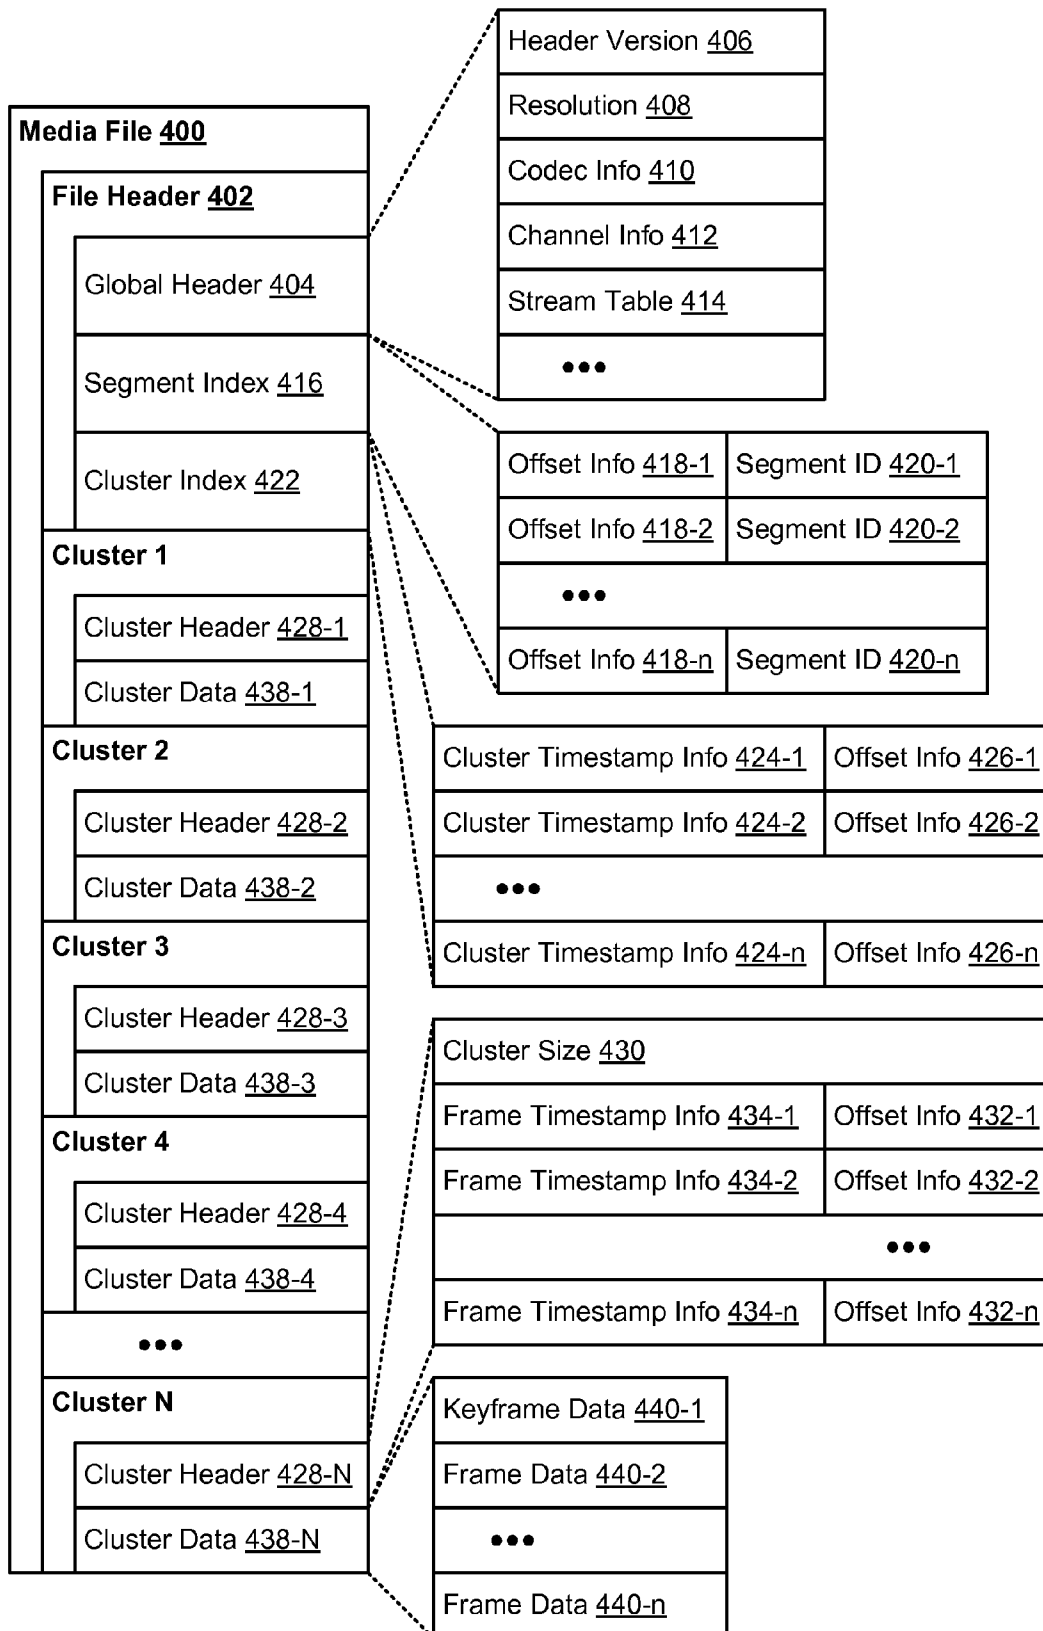 Media File 400
File Header 402
Global Header 404
Segment Index 416
Cluster Index 422
Cluster 1
Cluster Header 428-1
Cluster Data 438-1
Cluster 2
Cluster Header 428-2
Cluster Data 438-2
Cluster 3
Cluster Header 428-3
Cluster Data 438-3
Cluster 4
Cluster Header 428-4
Cluster Data 438-4
•••
Cluster N
Cluster Header 428-N
Cluster Data 438-N
Header Version 406
Resolution 408
Codec Info 410
Channel Info 412
Stream Table 414
•••
Offset Info 418-1 Segment ID 420-1
Offset Info 418-2 Segment ID 420-2
•••
Offset Info 418-n Segment ID 420-n
Cluster Timestamp Info 424-1 Offset Info 426-1
Cluster Timestamp Info 424-2 Offset Info 426-2
•••
Cluster Timestamp Info 424-n Offset Info 426-n
Cluster Size 430
Frame Timestamp Info 434-1 Offset Info 432-1
Frame Timestamp Info 434-2 Offset Info 432-2
•••
Frame Timestamp Info 434-n Offset Info 432-n
Keyframe Data 440-1
Frame Data 440-2
•••
Frame Data 440-n